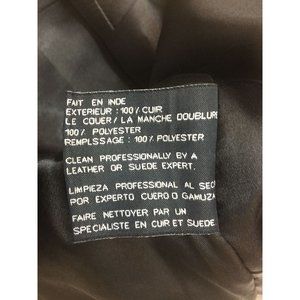 FAIT EN INDE
EXTERIEUR : 100/ CUIR
LE COUER/ LA MANCHE DOUBLURE
100/ POLYESTER
REMPLSSAGE : 100/ POLYESTER
CLEAN PROFESSIONALLY BY A
LEATHER OR SUEDE EXPERT.
LIMPIEZA PROFESSIONAL AL SEC
POR EXPERTO CUERO O GAMUZA
FAIRE NETTOYER PAR UN
SPECIALISTE EN CUIR ET SUEDE